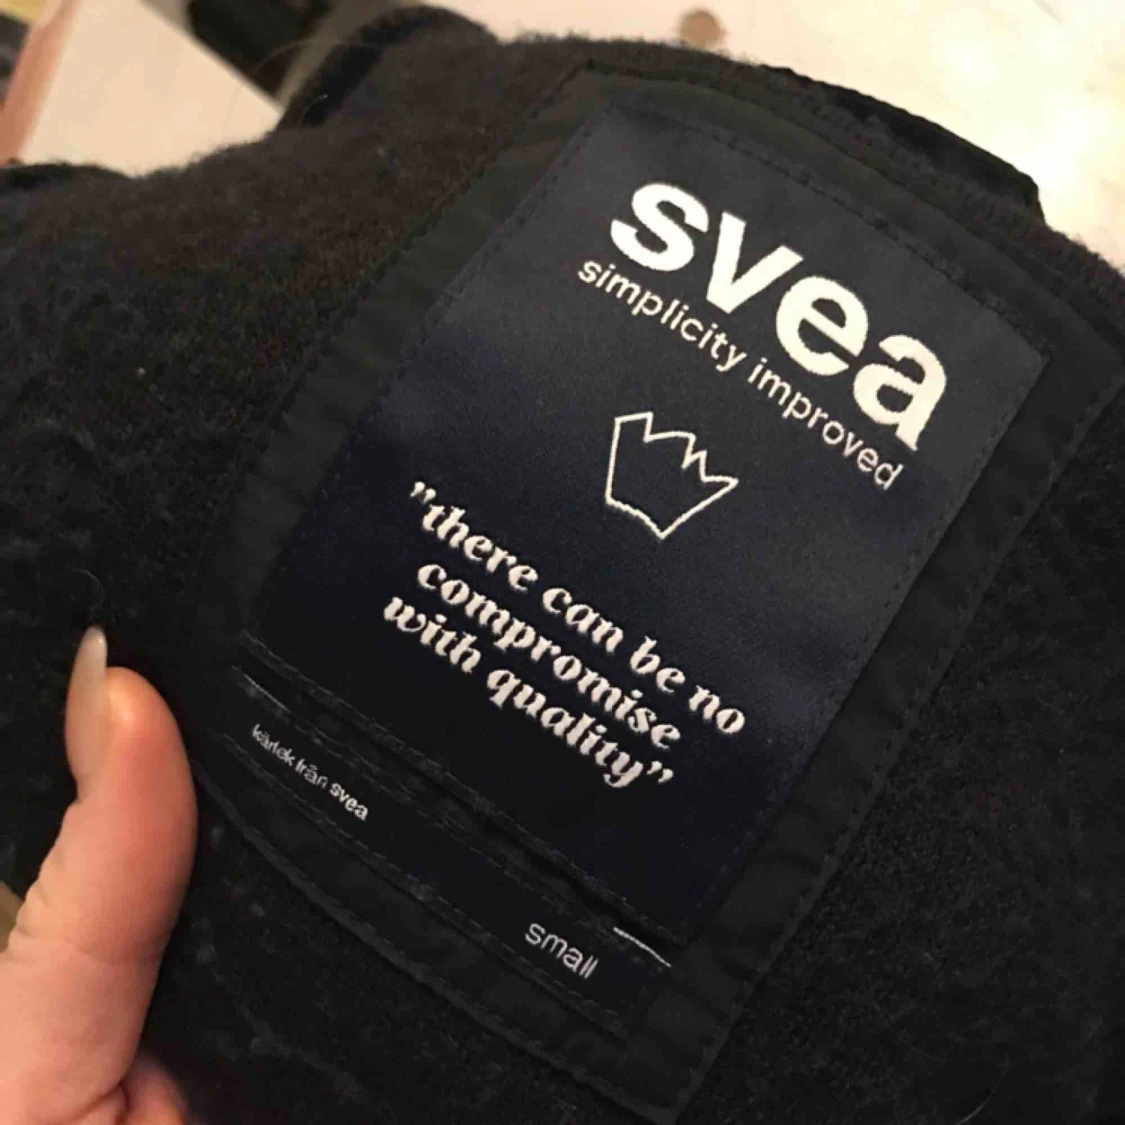 svea
simplicity improved
"there can be no
compromise
with quality"
kärlek från svea
small